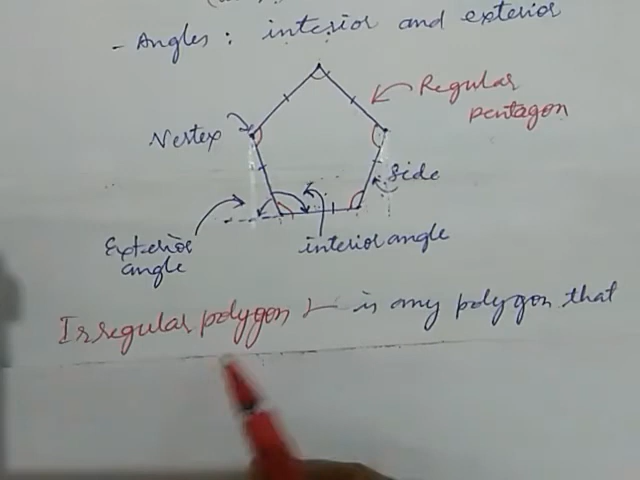 - Angles: interior and exterior
Regular
pentagon
Vertex
Side
Exterior
angle
interior angle
Irregular polygon :- is any polygon that